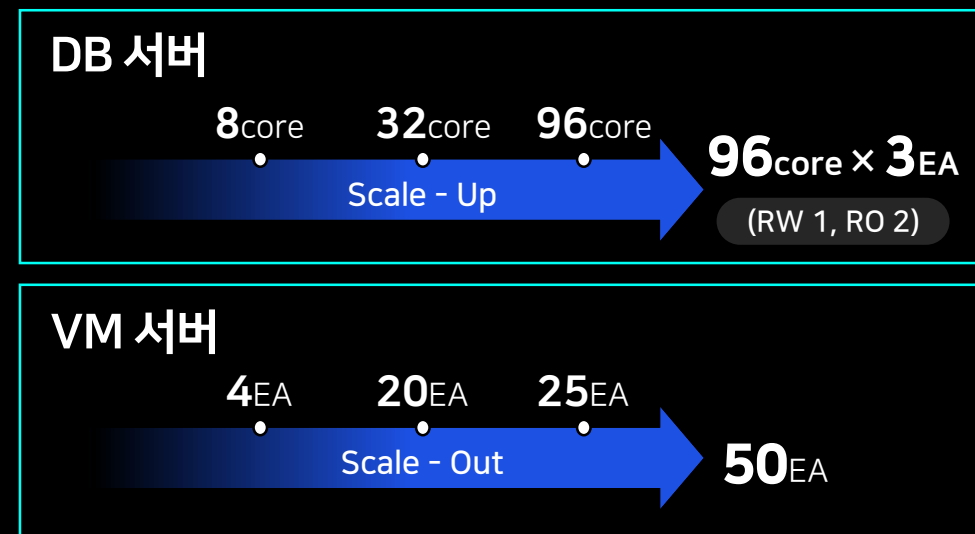 DB 서버
8core 32core 96core
Scale - Up
96core × 3EA
(RW 1, RO 2)
VM 서버
4EA 20EA 25EA
Scale - Out
50EA